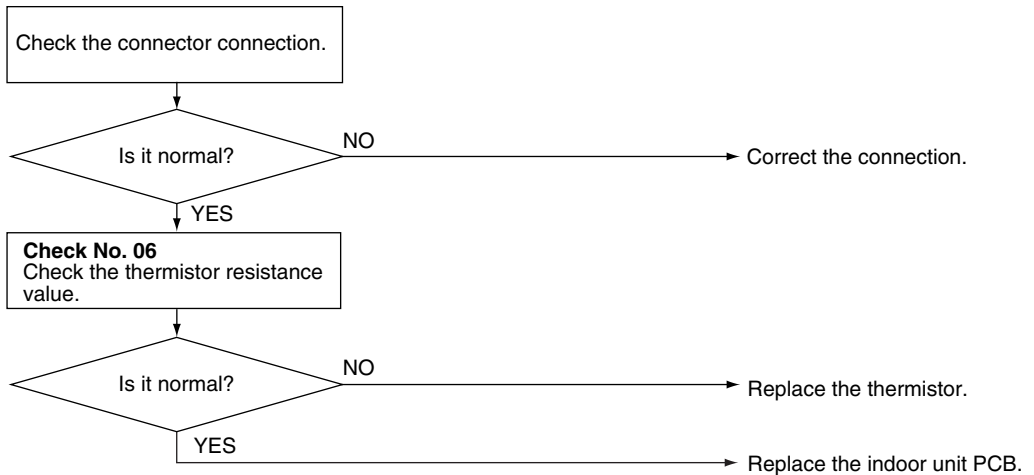 Check the connector connection.
Is it normal?
NO
Correct the connection.
YES
Check No. 06
Check the thermistor resistance
value.
Is it normal?
NO
Replace the thermistor.
YES
Replace the indoor unit PCB.